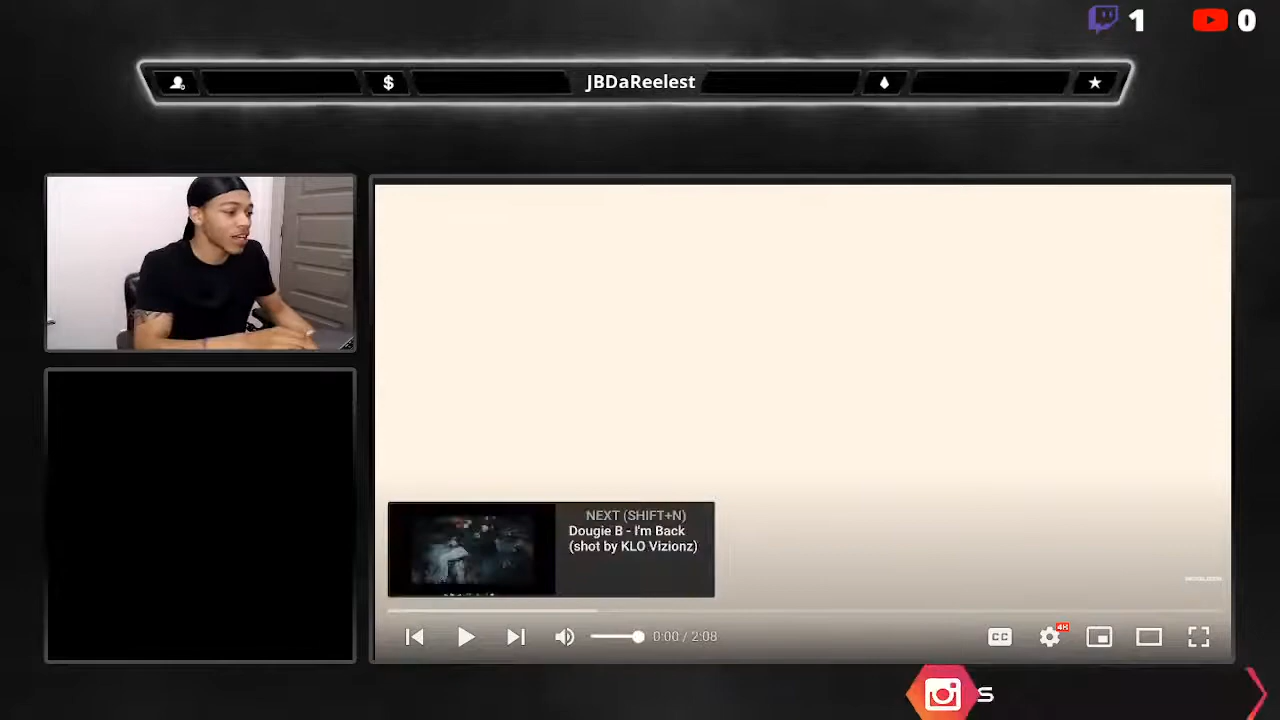 1
0
JBDaReelest
$
NEXT (SHIFT+N)
Dougie B - I'm Back
(shot by KLO Vizionz)
0:00 / 2:08
CC
S